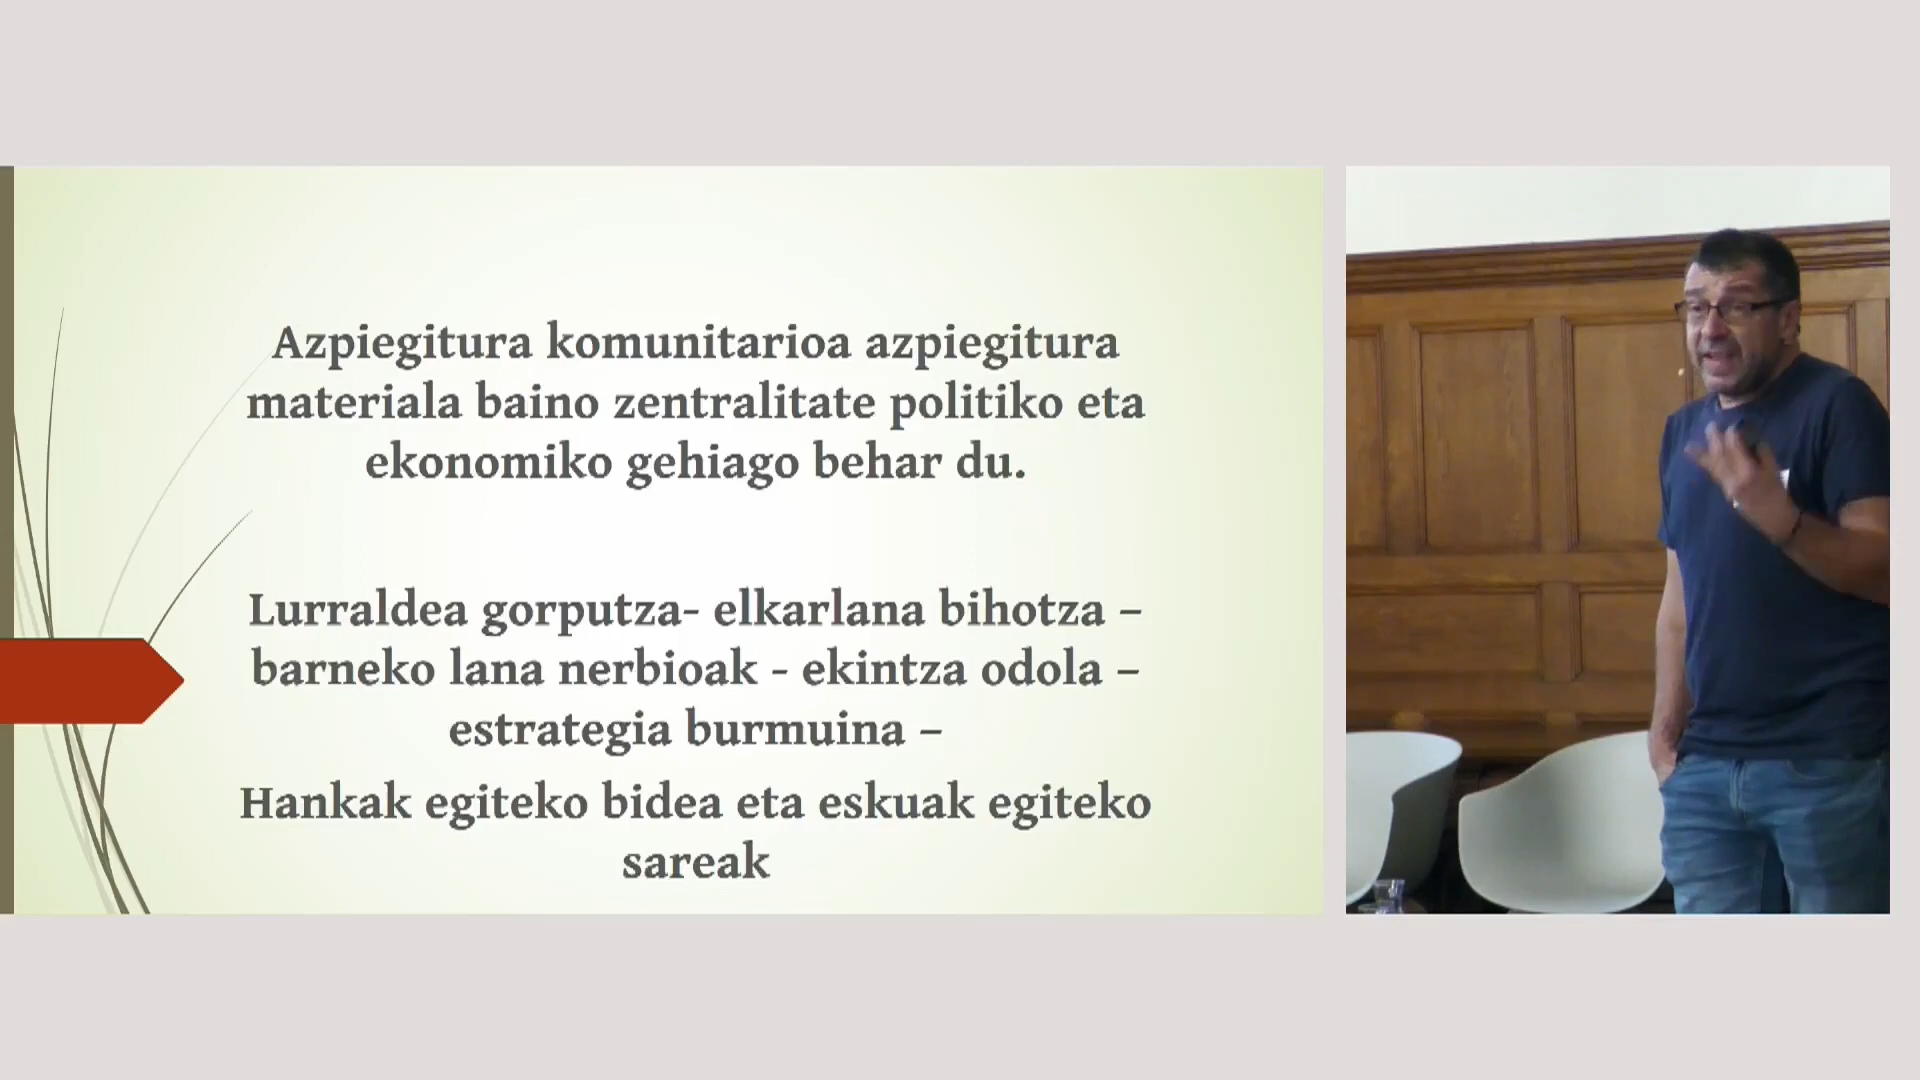 Azpiegitura komunitarioa azpiegitura
materiala baino zentralitate politiko eta
ekonomiko gehiago behar du.
Lurraldea gorputza- elkarlana bihotza –
barneko lana nerbioak - ekintza odola –
estrategia burmuina –
Hankak egiteko bidea eta eskuak egiteko
sareak